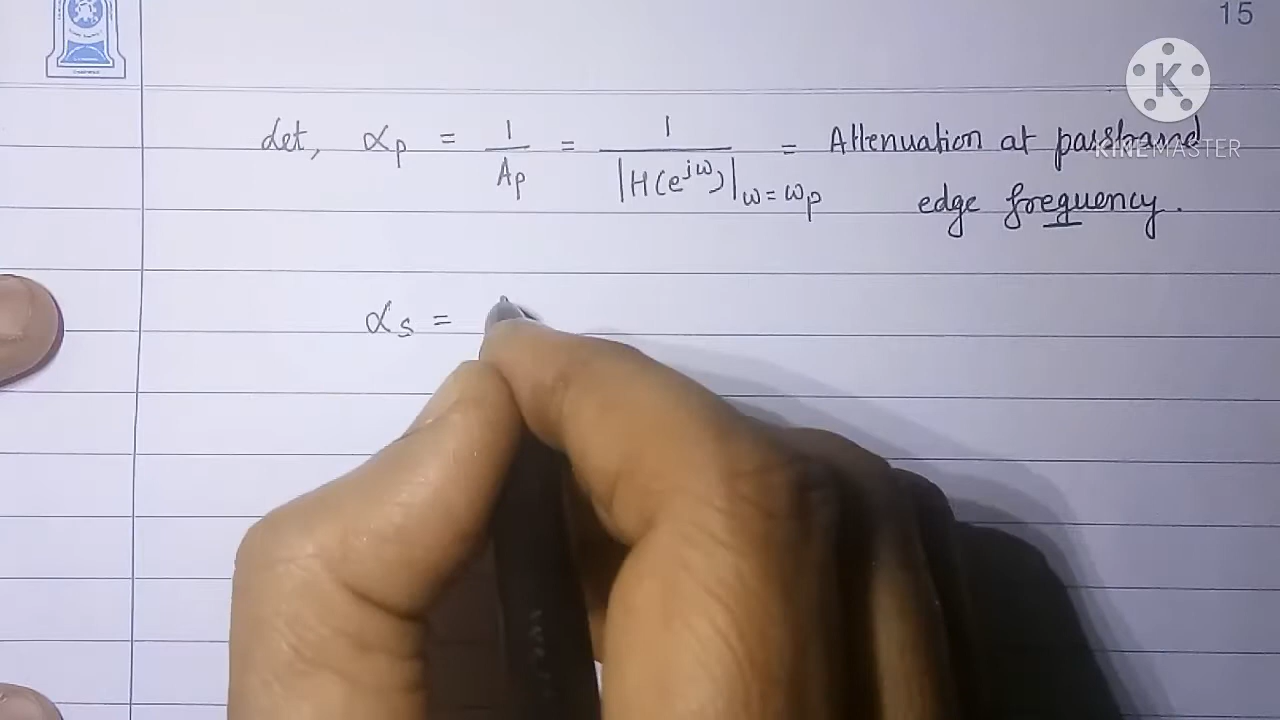 15
Let, αp = 1/Ap = 1/|H(e^jω)|ω=ωp = Attenuation at passband
edge frequency.
αs =
K
KINEMASTER